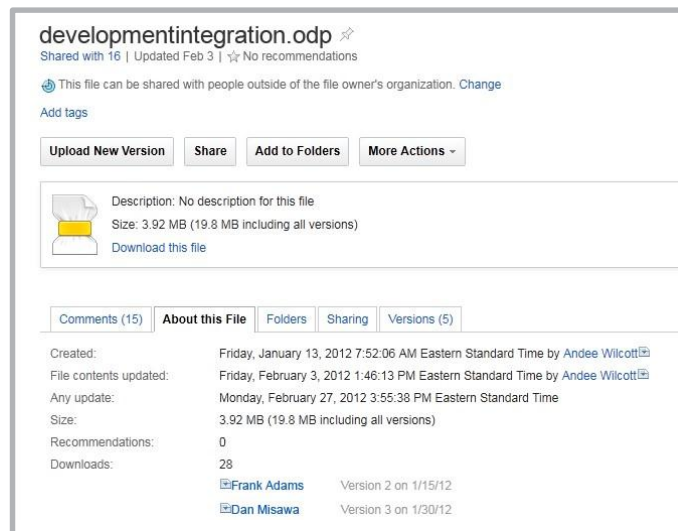 developmentintegration.odp
Shared with 16 | Updated Feb 3 | No recommendations
This file can be shared with people outside of the file owner's organization. Change
Add tags
Upload New Version Share Add to Folders More Actions
Description: No description for this file
Size: 3.92 MB (19.8 MB including all versions)
Download this file
Comments (15) About this File Folders Sharing Versions (5)
Created: Friday, January 13, 2012 7:52:06 AM Eastern Standard Time by Andee Wilcott
File contents updated: Friday, February 3, 2012 1:46:13 PM Eastern Standard Time by Andee Wilcott
Any update: Monday, February 27, 2012 3:55:38 PM Eastern Standard Time
Size: 3.92 MB (19.8 MB including all versions)
Recommendations: 0
Downloads: 28
Frank Adams Version 2 on 1/15/12
Dan Misawa Version 3 on 1/30/12